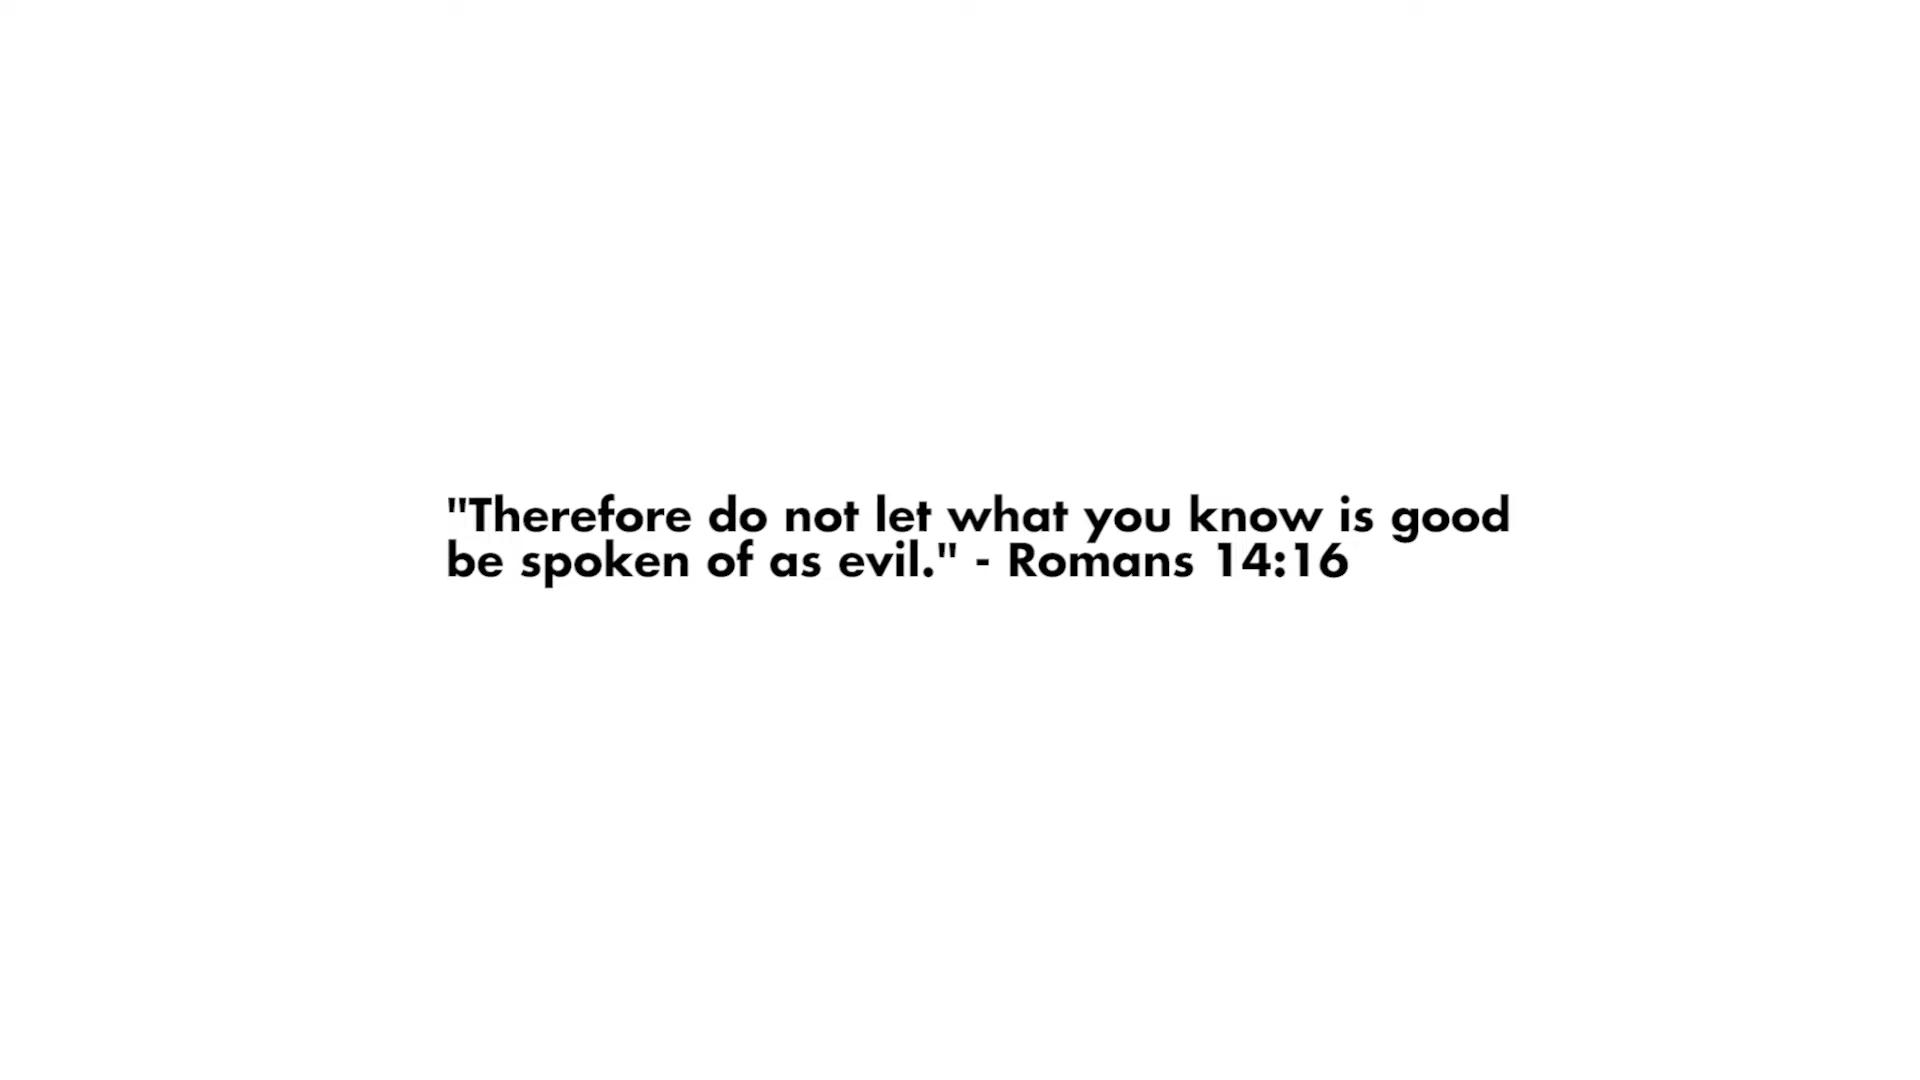 "Therefore do not let what you know is good
be spoken of as evil." - Romans 14:16